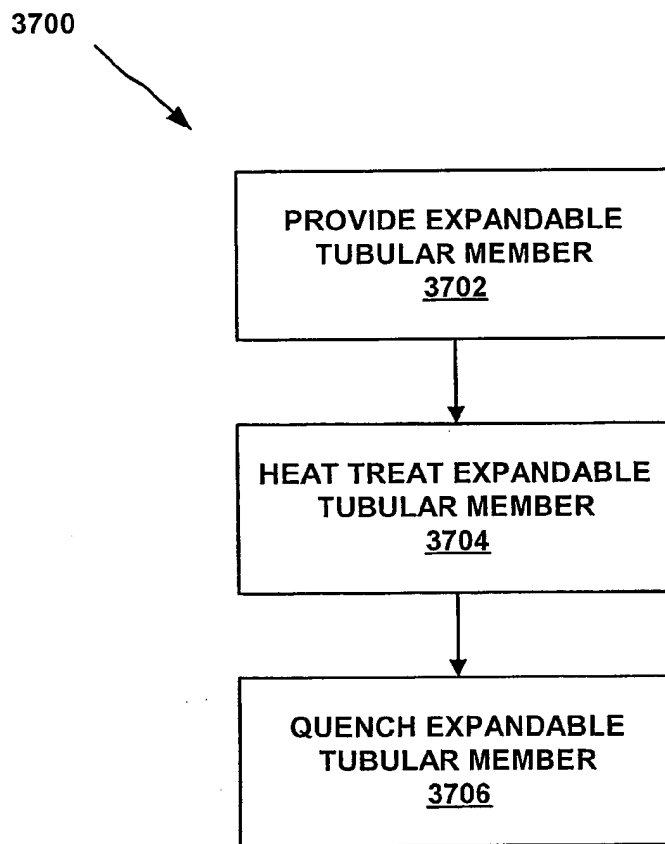 3700
PROVIDE EXPANDABLE
TUBULAR MEMBER
3702
HEAT TREAT EXPANDABLE
TUBULAR MEMBER
3704
QUENCH EXPANDABLE
TUBULAR MEMBER
3706